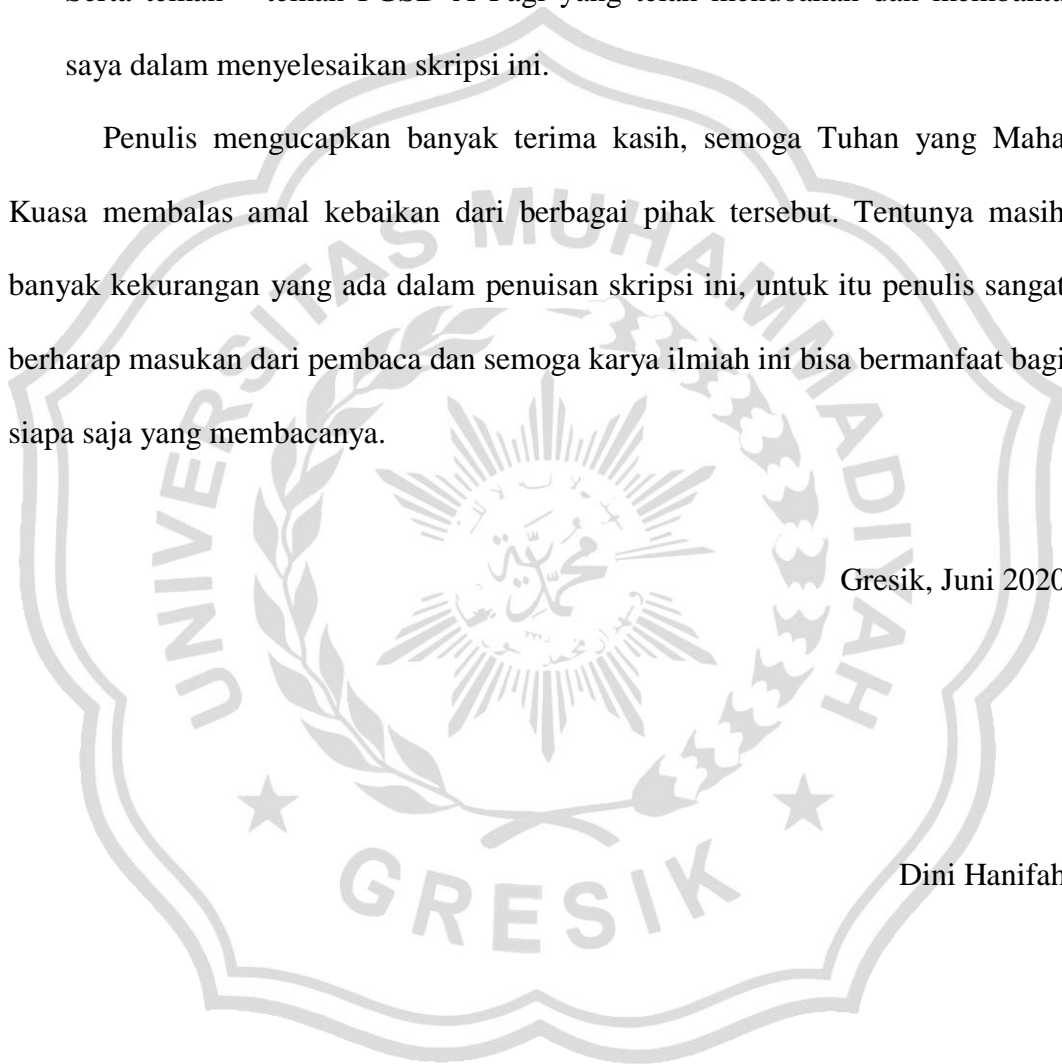 saya dalam menyelesaikan skripsi ini.
Penulis mengucapkan banyak terima kasih, semoga Tuhan yang Maha
Kuasa membalas amal kebaikan dari berbagai pihak tersebut. Tentunya masih
banyak kekurangan yang ada dalam penuisan skripsi ini, untuk itu penulis sangat
berharap masukan dari pembaca dan semoga karya ilmiah ini bisa bermanfaat bagi
siapa saja yang membacanya.
Gresik, Juni 2020
Dini Hanifah
UNIVERSITAS MUHAMMADIYAH
GRESIK
محمدية